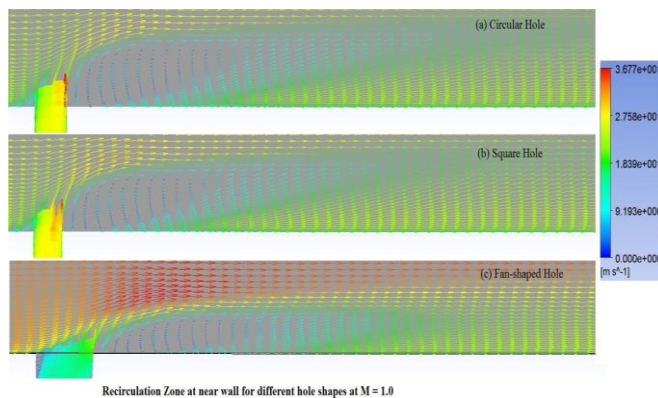 (a) Circular Hole
3.677e+00
2.758e+00
(b) Square Hole
1.839e+00
9.193e+00
(c) Fan-shaped Hole
0.000e+00
[m s^-1]
Recirculation Zone at near wall for different hole shapes at M = 1.0